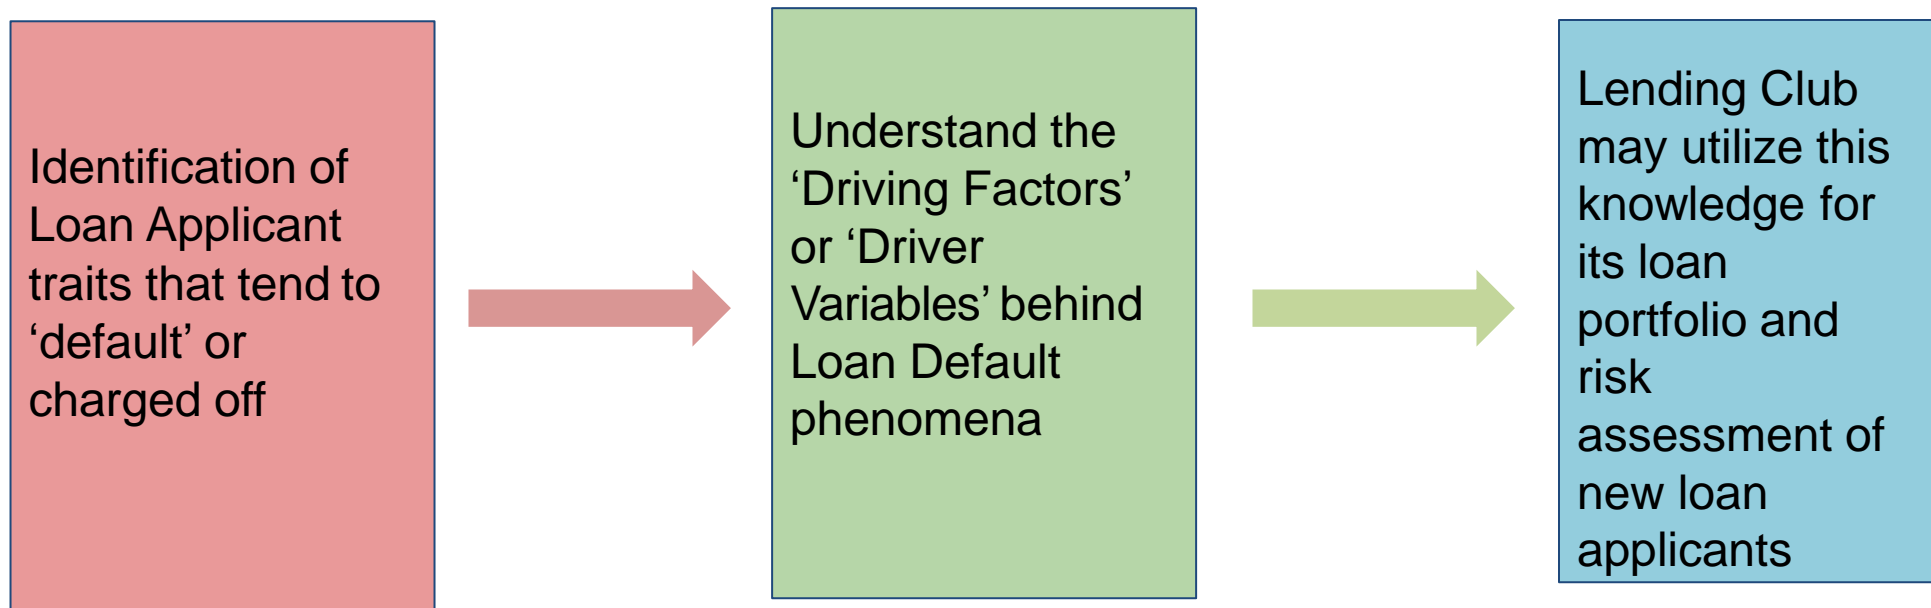 Identification of
Loan Applicant
traits that tend to
‘default’ or
charged off
Understand the
‘Driving Factors’
or ‘Driver
Variables’ behind
Loan Default
phenomena
Lending Club
may utilize this
knowledge for
its loan
portfolio and
risk
assessment of
new loan
applicants